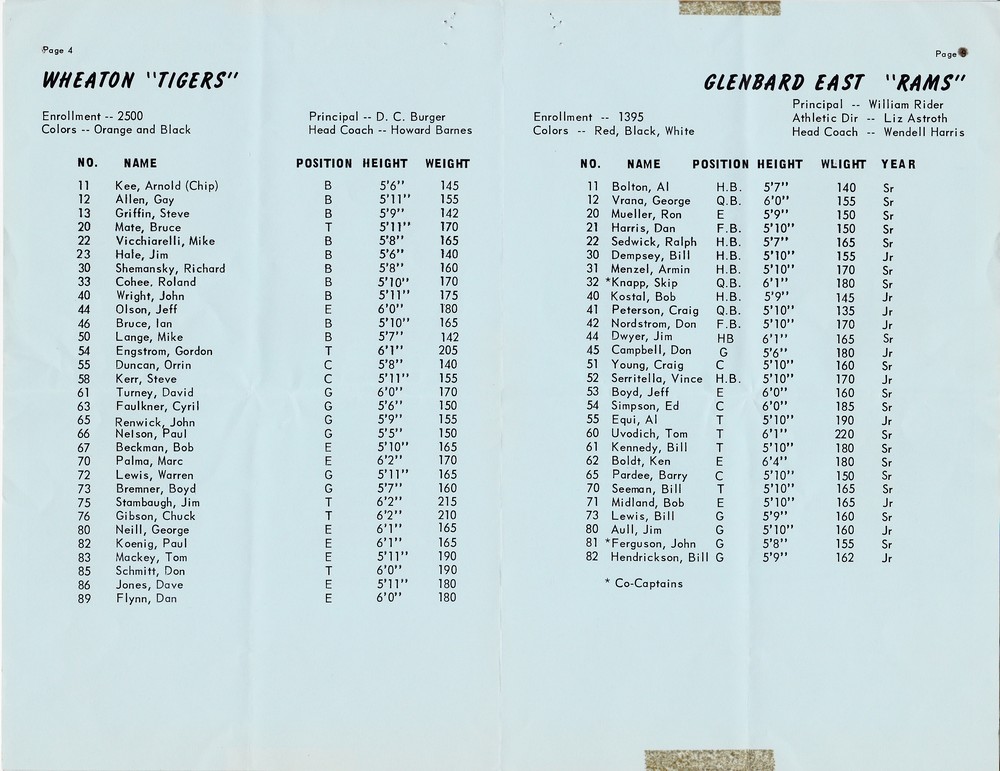 Page 4
WHEATON "TIGERS"
Enrollment -- 2500
Colors -- Orange and Black
Principal -- D. C. Burger
Head Coach -- Howard Barnes
NO. NAME POSITION HEIGHT WEIGHT
11 Kee, Arnold (Chip) B 5'6" 145
12 Allen, Gay B 5'11" 155
13 Griffin, Steve B 5'9" 142
20 Mate, Bruce T 5'11" 170
22 Vicchiarelli, Mike B 5'8" 165
23 Hale, Jim B 5'6" 140
30 Shemansky, Richard B 5'8" 160
33 Cohee, Roland B 5'10" 170
40 Wright, John B 5'11" 175
44 Olson, Jeff E 6'0" 180
46 Bruce, Ian B 5'10" 165
50 Lange, Mike B 5'7" 142
54 Engstrom, Gordon T 6'1" 205
55 Duncan, Orrin C 5'8" 140
58 Kerr, Steve C 5'11" 155
61 Turney, David G 6'0" 170
63 Faulkner, Cyril G 5'6" 150
65 Renwick, John G 5'9" 155
66 Nelson, Paul G 5'5" 150
67 Beckman, Bob E 5'10" 165
70 Palma, Marc E 6'2" 170
72 Lewis, Warren G 5'11" 165
73 Bremner, Boyd G 5'7" 160
75 Stambaugh, Jim T 6'2" 215
76 Gibson, Chuck T 6'2" 210
80 Neill, George E 6'1" 165
82 Koenig, Paul E 6'1" 165
83 Mackey, Tom E 5'11" 190
85 Schmitt, Don T 6'0" 190
86 Jones, Dave E 5'11" 180
89 Flynn, Dan E 6'0" 180
Page
GLENBARD EAST "RAMS"
Enrollment -- 1395
Colors -- Red, Black, White
Principal -- William Rider
Athletic Dir -- Liz Astroth
Head Coach -- Wendell Harris
NO. NAME POSITION HEIGHT WLIGHT YEAR
11 Bolton, Al H.B. 5'7" 140 Sr
12 Vrana, George Q.B. 6'0" 155 Sr
20 Mueller, Ron E 5'9" 150 Sr
21 Harris, Dan F.B. 5'10" 150 Sr
22 Sedwick, Ralph H.B. 5'7" 165 Sr
30 Dempsey, Bill H.B. 5'10" 155 Jr
31 Menzel, Armin H.B. 5'10" 170 Sr
32 *Knapp, Skip Q.B. 6'1" 180 Sr
40 Kostal, Bob H.B. 5'9" 145 Jr
41 Peterson, Craig Q.B. 5'10" 135 Jr
42 Nordstrom, Don F.B. 5'10" 170 Jr
44 Dwyer, Jim HB 6'1" 165 Sr
45 Campbell, Don G 5'6" 180 Jr
51 Young, Craig C 5'10" 160 Sr
52 Serritella, Vince H.B. 5'10" 170 Jr
53 Boyd, Jeff E 6'0" 160 Sr
54 Simpson, Ed C 6'0" 185 Sr
55 Equi, Al T 5'10" 190 Jr
60 Uvodich, Tom T 6'1" 220 Sr
61 Kennedy, Bill T 5'10" 180 Sr
62 Boldt, Ken E 6'4" 180 Sr
65 Pardee, Barry C 5'10" 150 Sr
70 Seeman, Bill T 5'10" 165 Sr
71 Midland, Bob E 5'10" 165 Jr
73 Lewis, Bill G 5'9" 160 Sr
80 Aull, Jim G 5'10" 160 Jr
81 *Ferguson, John G 5'8" 155 Sr
82 Hendrickson, Bill G 5'9" 162 Jr
* Co-Captains